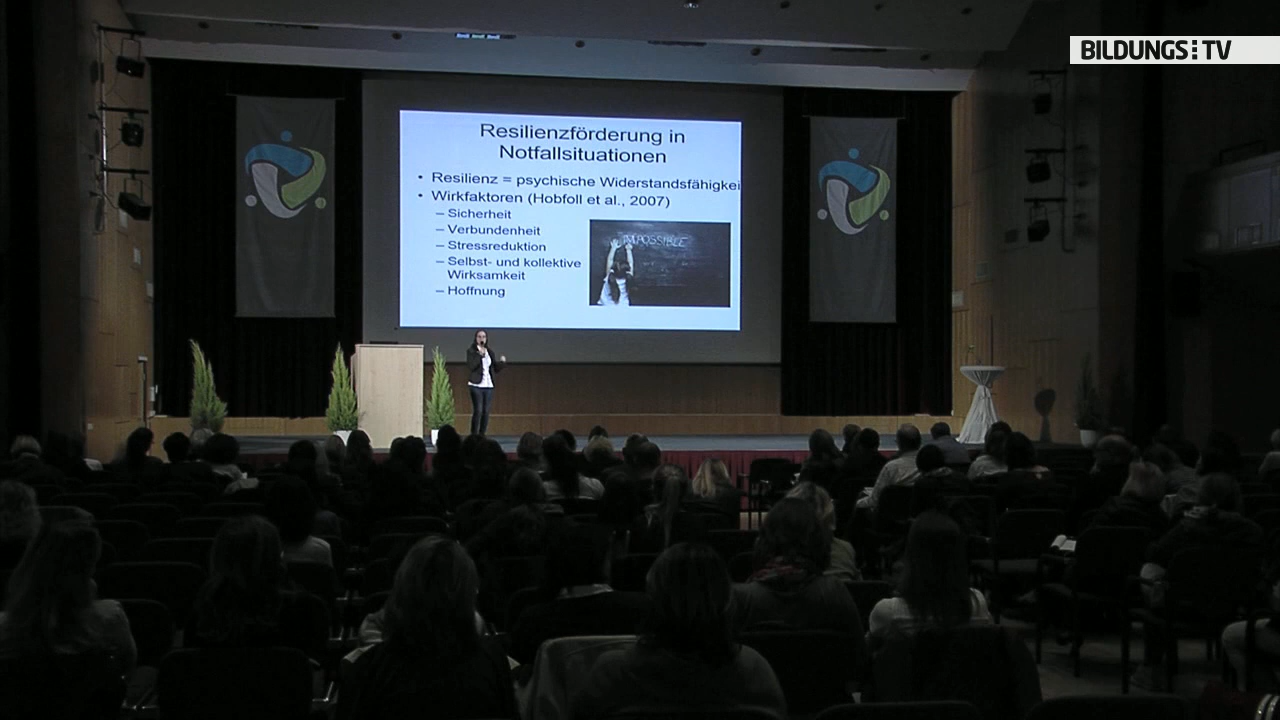 BILDUNGS TV
Resilienzförderung in
Notfallsituationen
• Resilienz = psychische Widerstandsfähigkei
• Wirkfaktoren (Hobfoll et al., 2007)
– Sicherheit
– Verbundenheit
– Stressreduktion
– Selbst- und kollektive
Wirksamkeit
– Hoffnung
IMPOSSIBLE